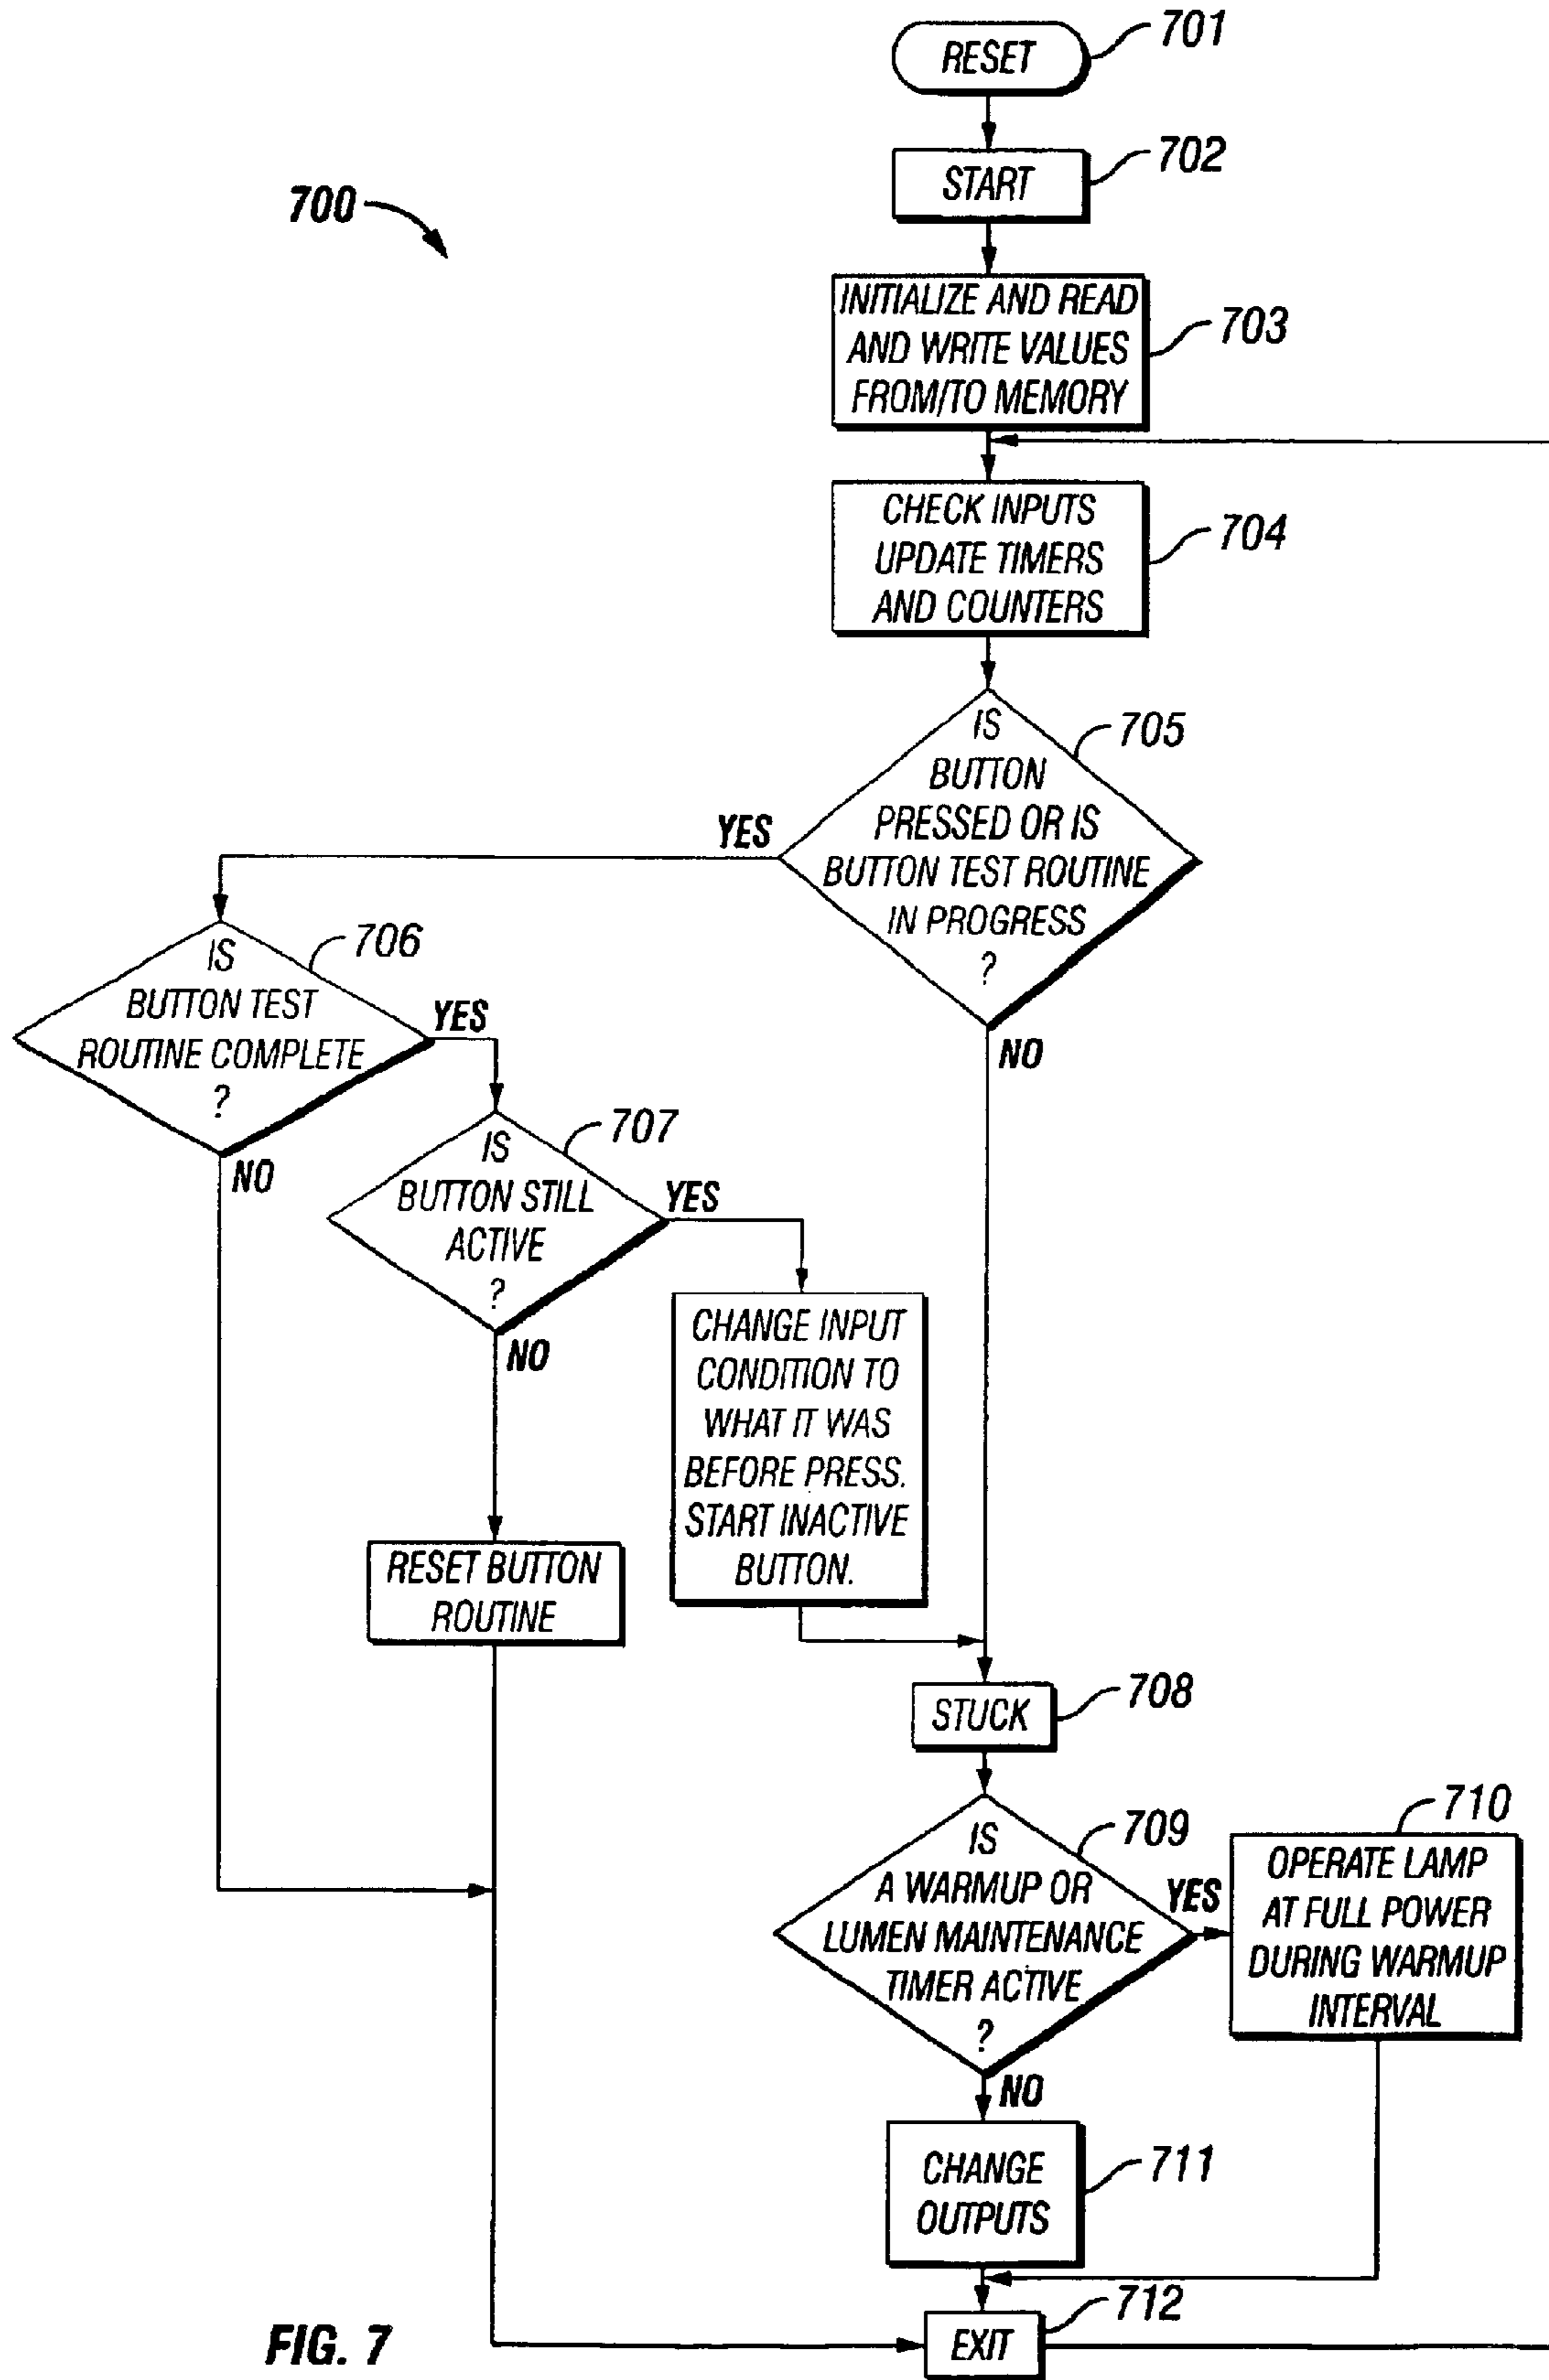 RESET
701
START
702
700
INITIALIZE AND READ
AND WRITE VALUES
FROM/TO MEMORY
703
CHECK INPUTS
UPDATE TIMERS
AND COUNTERS
704
IS
BUTTON
PRESSED OR IS
BUTTON TEST ROUTINE
IN PROGRESS
?
705
YES
NO
IS
BUTTON TEST
ROUTINE COMPLETE
?
706
YES
NO
IS
BUTTON STILL
ACTIVE
?
707
YES
NO
CHANGE INPUT
CONDITION TO
WHAT IT WAS
BEFORE PRESS.
START INACTIVE
BUTTON.
RESET BUTTON
ROUTINE
STUCK
708
IS
A WARMUP OR
LUMEN MAINTENANCE
TIMER ACTIVE
?
709
YES
NO
710
OPERATE LAMP
AT FULL POWER
DURING WARMUP
INTERVAL
CHANGE
OUTPUTS
711
EXIT
712
FIG. 7